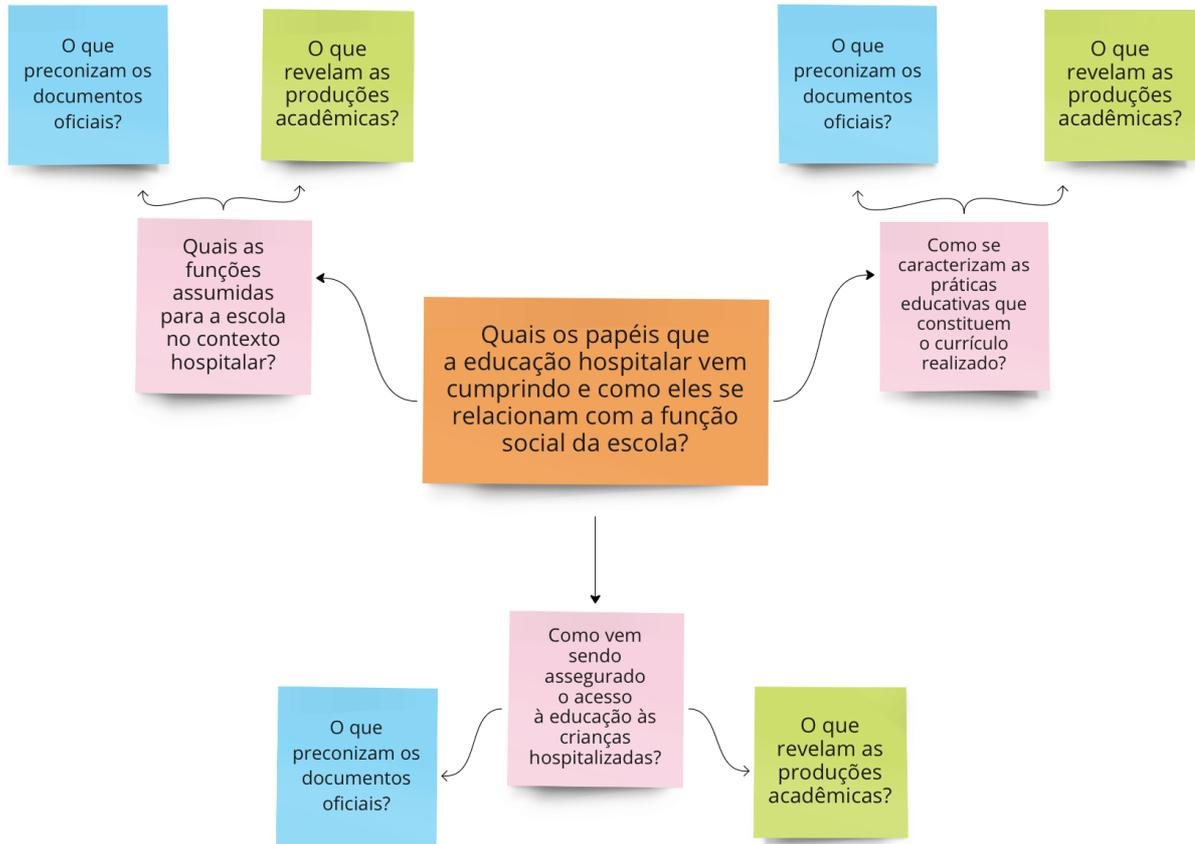 O que
preconizam os
documentos
oficiais?
O que
revelam as
produções
acadêmicas?
O que
preconizam os
documentos
oficiais?
O que
revelam as
produções
acadêmicas?
Quais as
funções
assumidas
para a escola
no contexto
hospitalar?
Como se
caracterizam as
práticas
educativas que
constituem
o currículo
realizado?
Quais os papéis que
a educação hospitalar vem
cumprindo e como eles se
relacionam com a função
social da escola?
Como vem
sendo
assegurado
o acesso
à educação às
crianças
hospitalizadas?
O que
preconizam os
documentos
oficiais?
O que
revelam as
produções
acadêmicas?